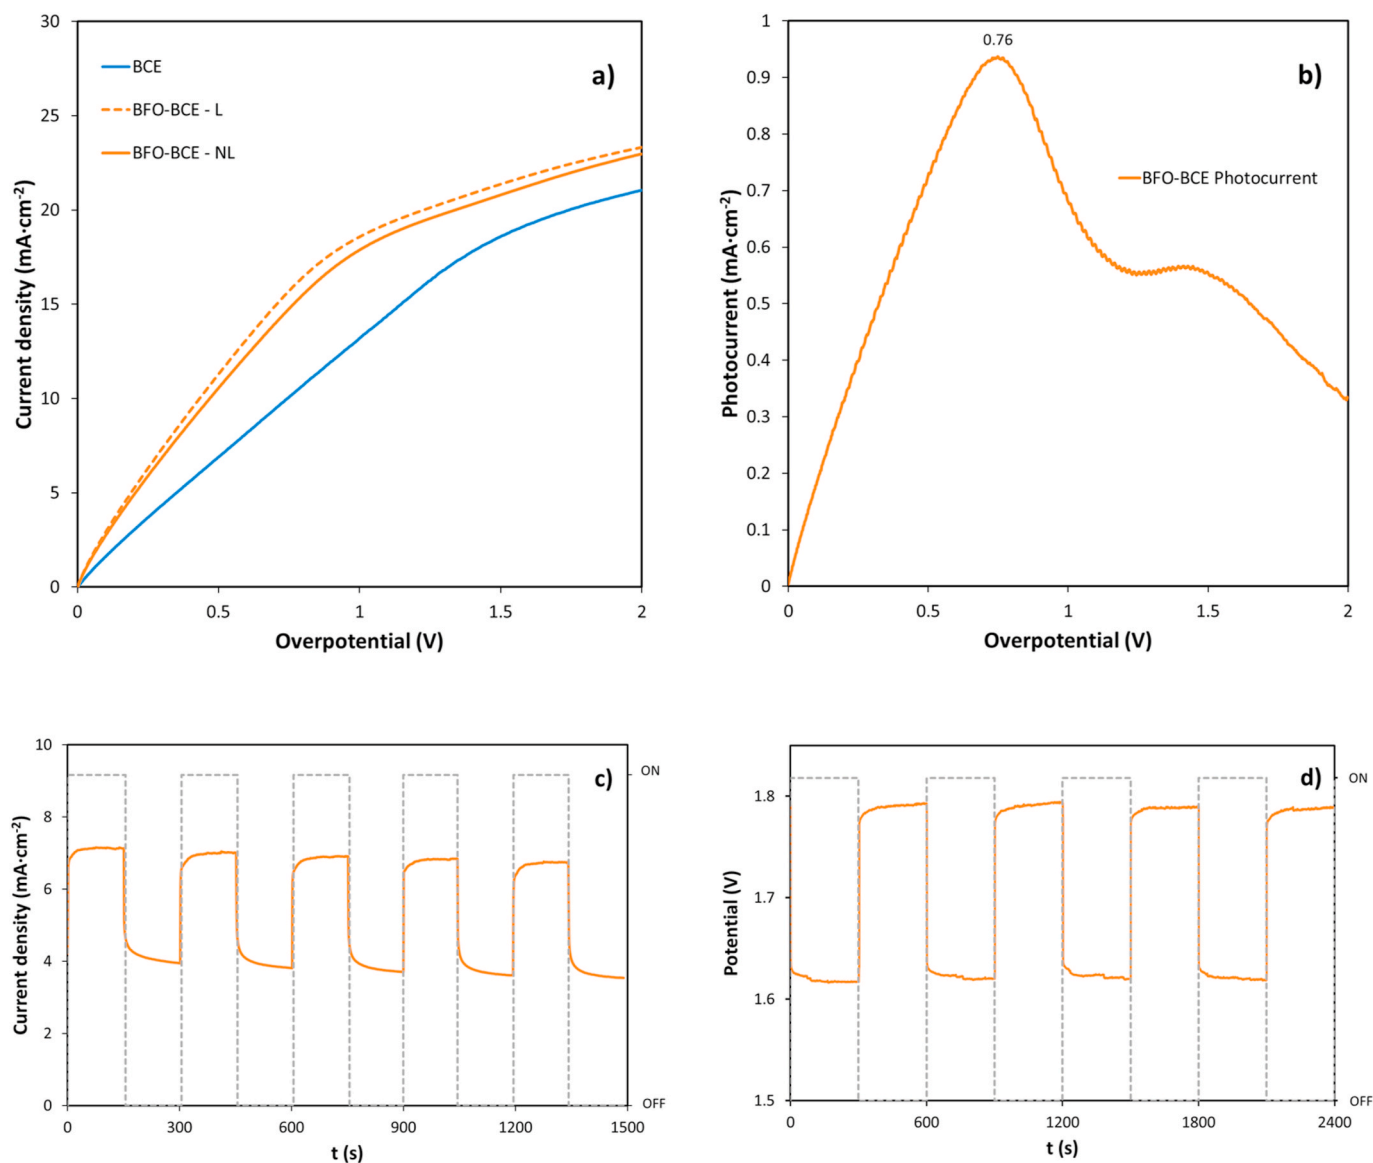 a)
BCE
BFO-BCE - L
BFO-BCE - NL
Current density (mA·cm-2)
30
25
20
15
10
5
0
0 0.5 1 1.5 2
Overpotential (V)
b)
0.76
BFO-BCE Photocurrent
Photocurrent (mA·cm-2)
1
0.9
0.8
0.7
0.6
0.5
0.4
0.3
0.2
0.1
0
0 0.5 1 1.5 2
Overpotential (V)
c)
Current density (mA·cm-2)
10
8
6
4
2
0
ON
OFF
0 300 600 900 1200 1500
t (s)
d)
Potential (V)
1.8
1.7
1.6
1.5
ON
OFF
0 600 1200 1800 2400
t (s)